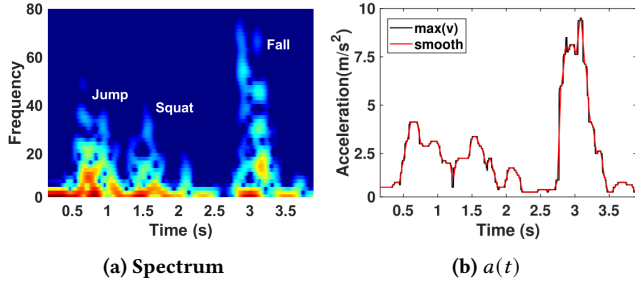 80
60
40
20
0
Frequency
Jump
Squat
Fall
0.5 1 1.5 2 2.5 3 3.5
Time (s)
(a) Spectrum
10
7.5
5
2.5
0
Acceleration(m/s²)
max(v)
smooth
0.5 1 1.5 2 2.5 3 3.5
Time (s)
(b) a(t)